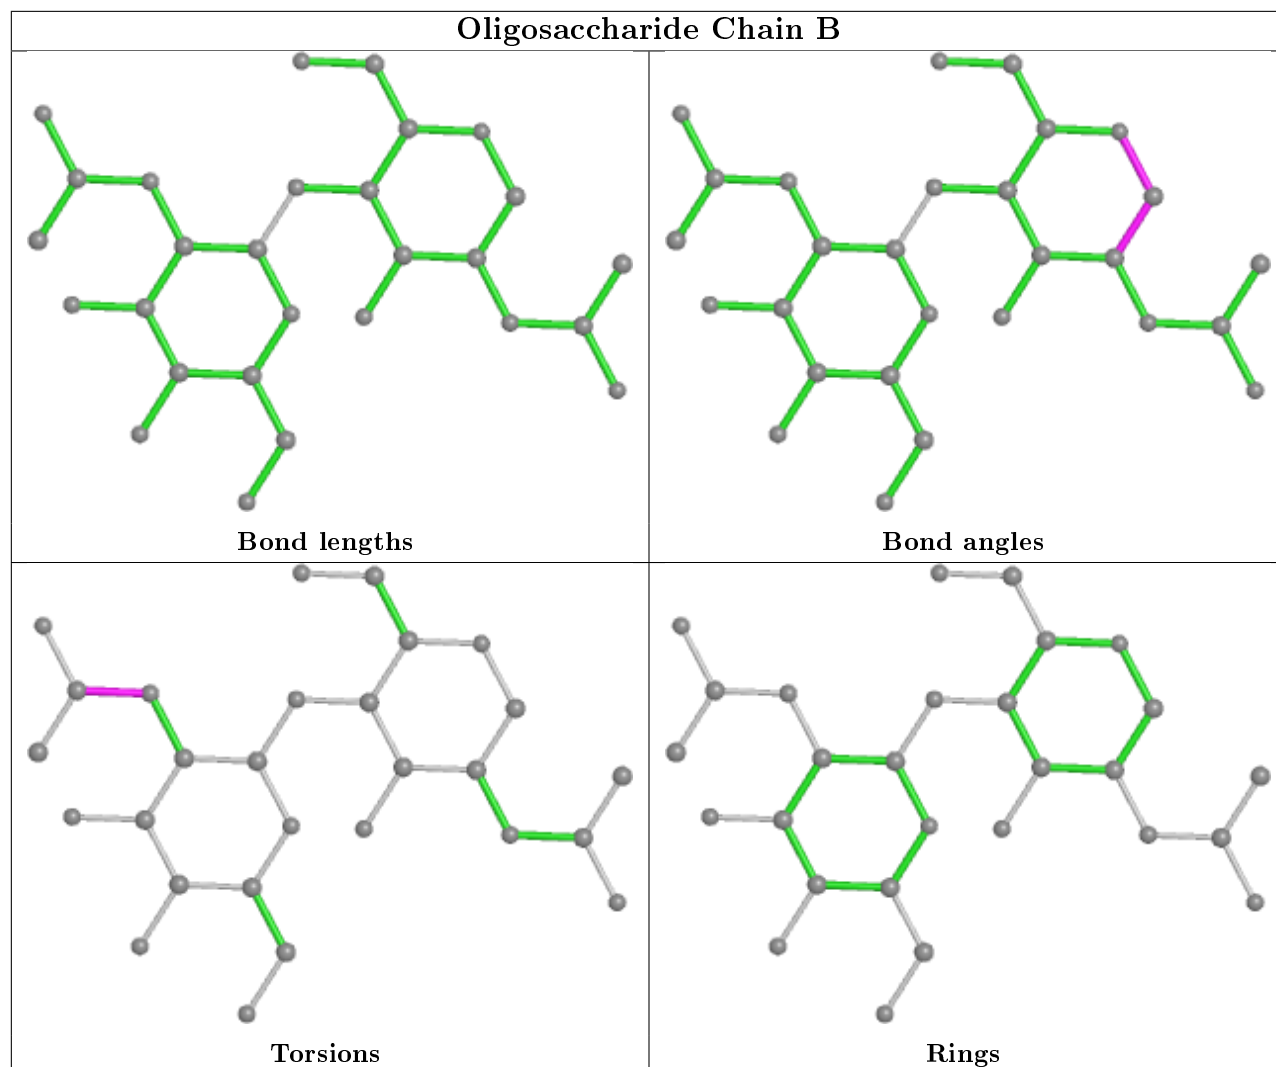 Oligosaccharide Chain B
Bond lengths
Bond angles
Torsions
Rings